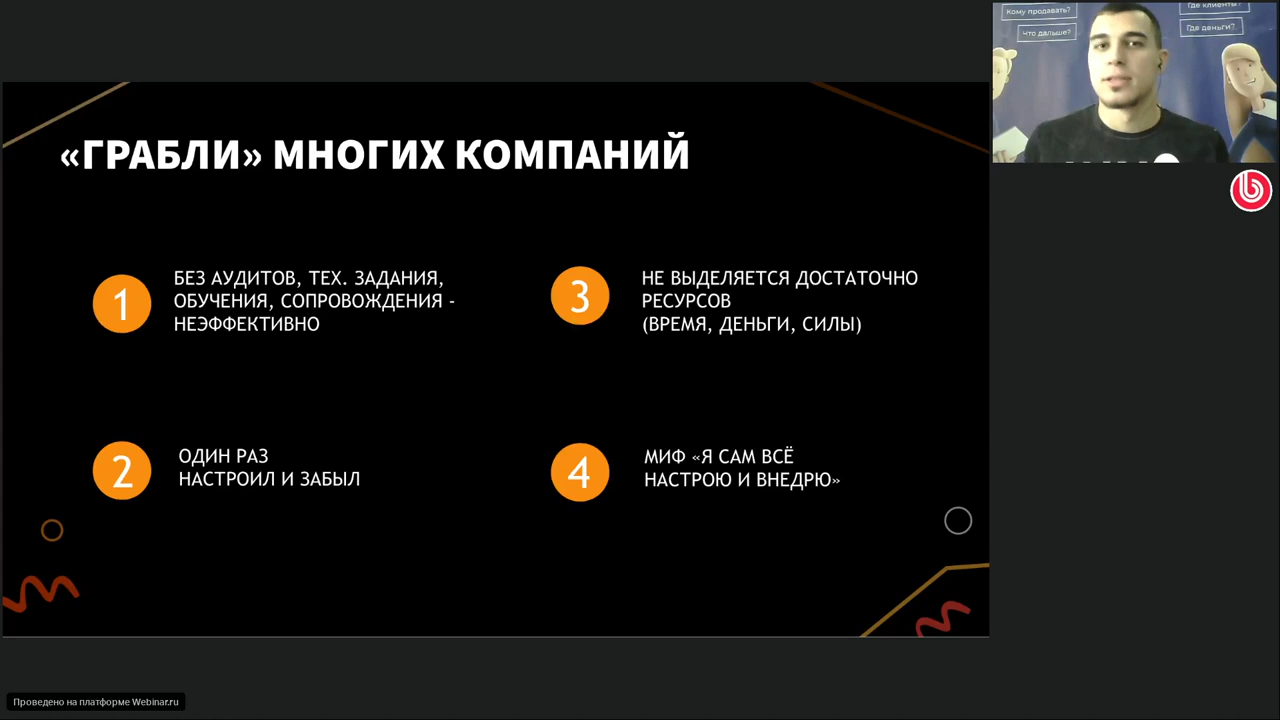 Кому продавать?
Где клиенты?
Что дальше?
Где деньги?
«ГРАБЛИ» МНОГИХ КОМПАНИЙ
1
БЕЗ АУДИТОВ, ТЕХ. ЗАДАНИЯ,
ОБУЧЕНИЯ, СОПРОВОЖДЕНИЯ -
НЕЭФФЕКТИВНО
2
ОДИН РАЗ
НАСТРОИЛ И ЗАБЫЛ
3
НЕ ВЫДЕЛЯЕТСЯ ДОСТАТОЧНО
РЕСУРСОВ
(ВРЕМЯ, ДЕНЬГИ, СИЛЫ)
4
МИФ «Я САМ ВСЁ
НАСТРОЮ И ВНЕДРЮ»
Проведено на платформе Webinar.ru